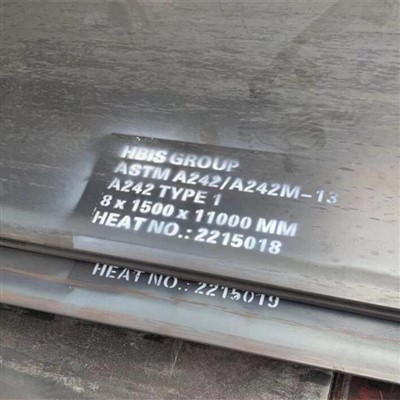 HBIS GROUP
ASTM A242/A242M-13
A242 TYPE 1
8 x 1500 x 11000 MM
HEAT NO.: 2215018
HEAT NO.: 2215019